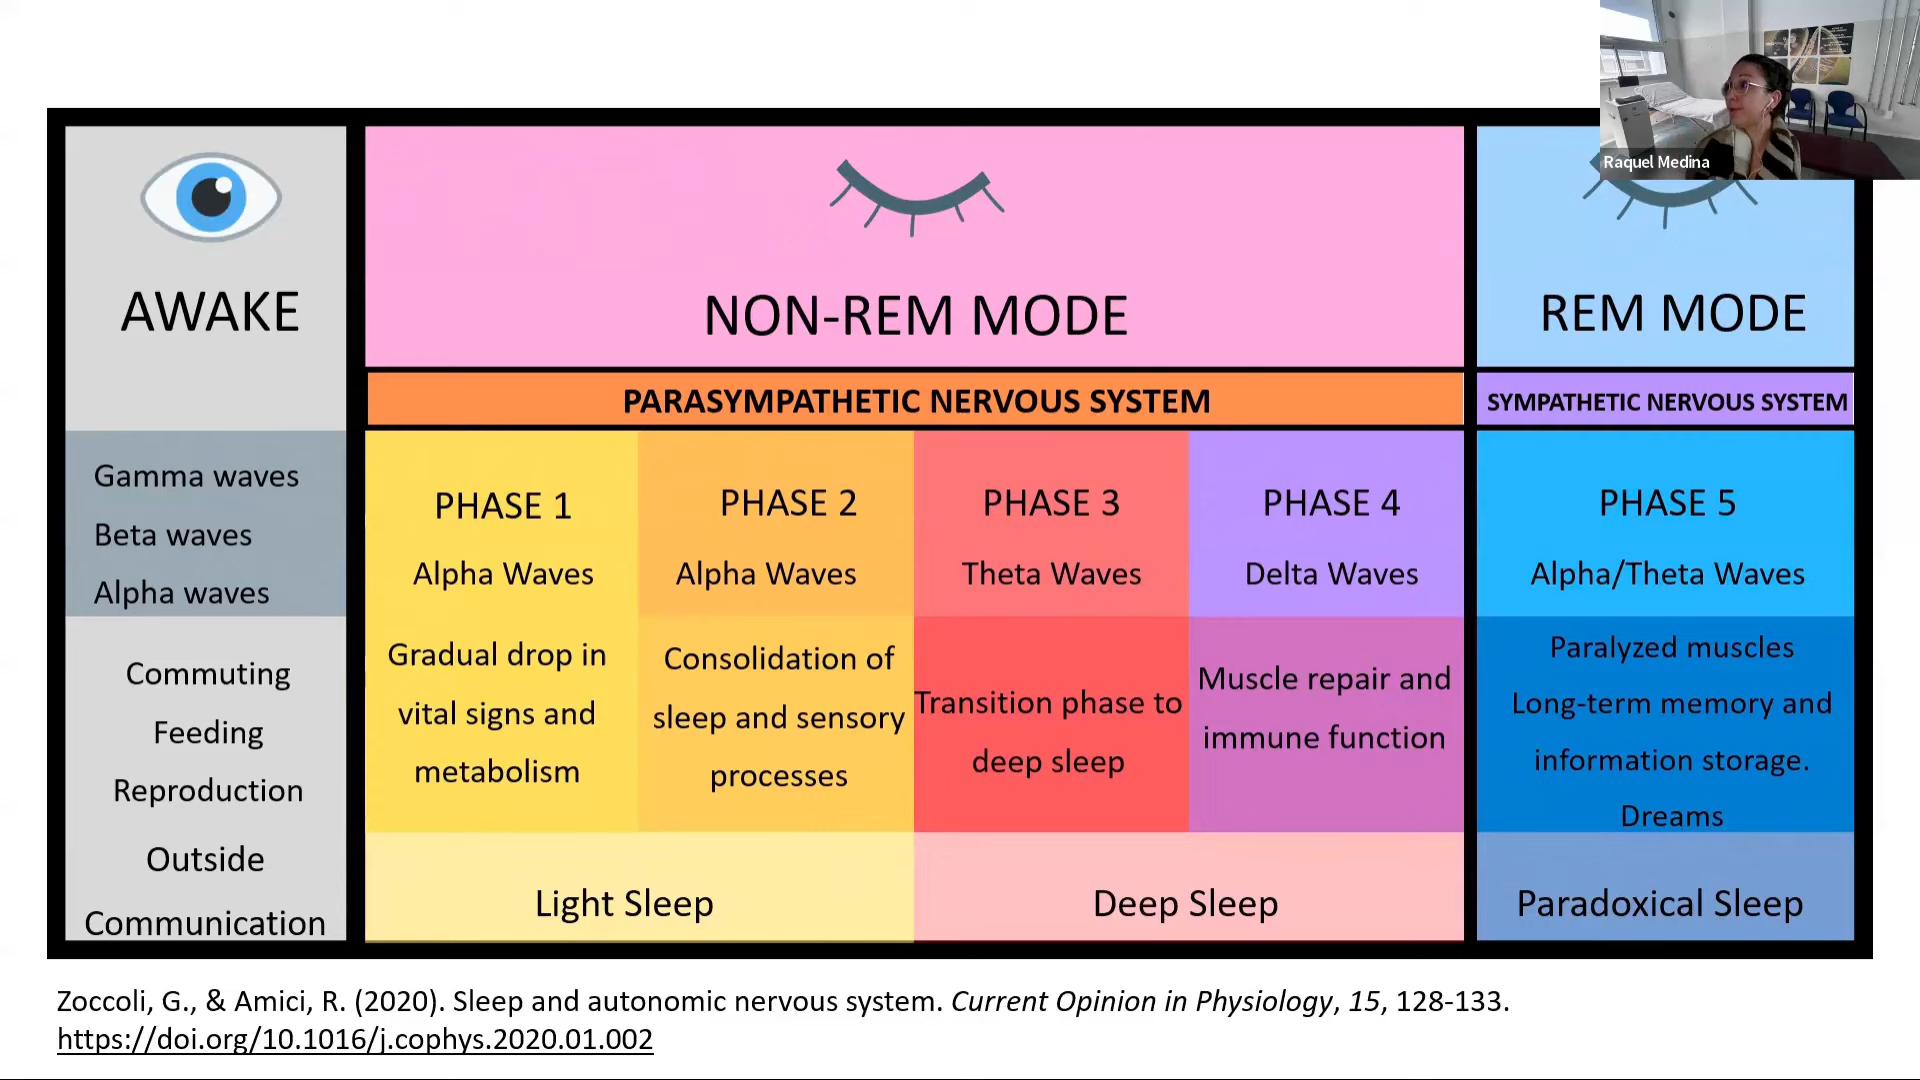 Raquel Medina
AWAKE
NON-REM MODE
REM MODE
PARASYMPATHETIC NERVOUS SYSTEM
SYMPATHETIC NERVOUS SYSTEM
Gamma waves
Beta waves
Alpha waves
Commuting
Feeding
Reproduction
Outside
Communication
PHASE 1
Alpha Waves
Gradual drop in
vital signs and
metabolism
PHASE 2
Alpha Waves
Consolidation of
sleep and sensory
processes
Light Sleep
PHASE 3
Theta Waves
Transition phase to
deep sleep
PHASE 4
Delta Waves
Muscle repair and
immune function
Deep Sleep
PHASE 5
Alpha/Theta Waves
Paralyzed muscles
Long-term memory and
information storage.
Dreams
Paradoxical Sleep
Zoccoli, G., & Amici, R. (2020). Sleep and autonomic nervous system. Current Opinion in Physiology, 15, 128-133.
https://doi.org/10.1016/j.cophys.2020.01.002